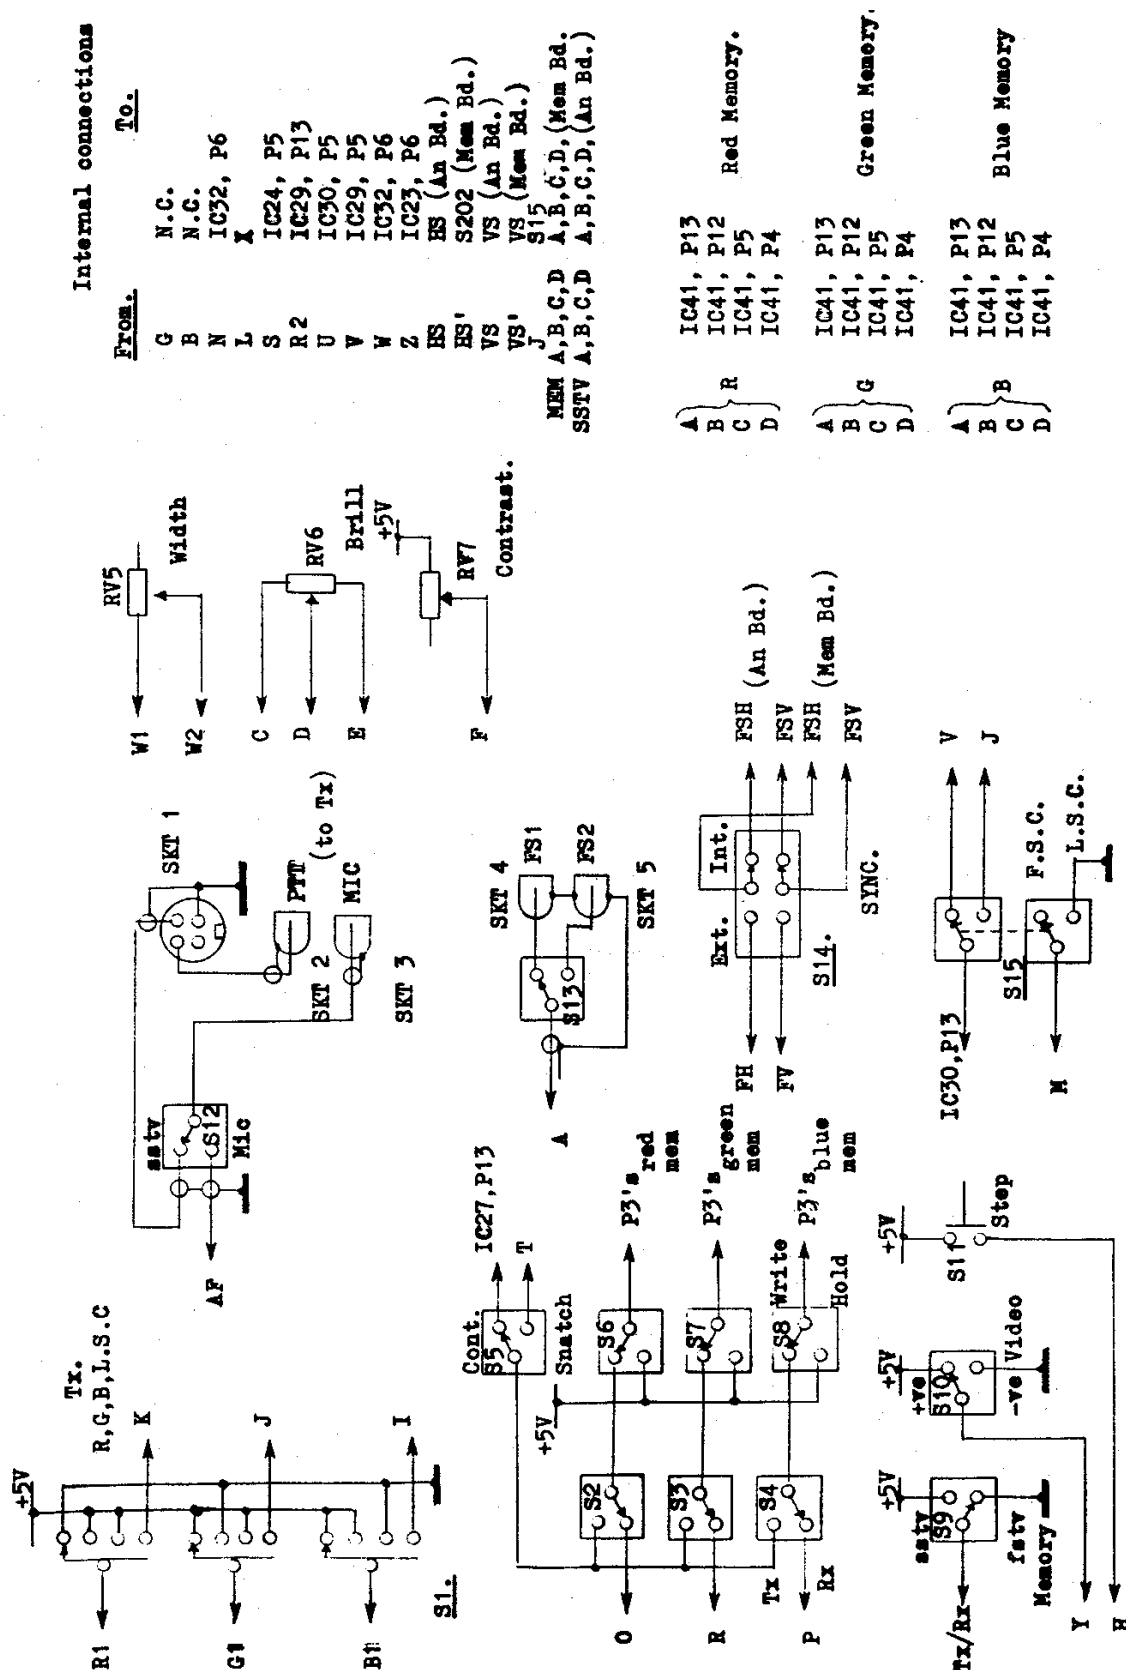 Internal connections
From. To.
G N.C.
B N.C.
N IC32, P6
L X
S IC24, P5
R2 IC29, P13
U IC30, P5
V IC29, P5
W IC32, P6
Z IC23, P6
HS HS (An Bd.)
HS' S202 (Mem Bd.)
VS VS (An Bd.)
VS' VS (Mem Bd.)
J S15
MEM A,B,C,D A,B,C,D,(Mem Bd.
SSTV A,B,C,D A,B,C,D,(An Bd.)
A IC41, P13
B IC41, P12
C IC41, P5
D IC41, P4
R
Red Memory.
A IC41, P13
B IC41, P12
C IC41, P5
D IC41, P4
G
Green Memory.
A IC41, P13
B IC41, P12
C IC41, P5
D IC41, P4
B
Blue Memory
RV5
Width
W1
W2
RV6
Brill
C
D
E
+5V
RV7
Contrast.
F
SKT 1
PTT
(to Tx)
MIC
SKT 2
SKT 3
sstv
S12
Mic
AF
SKT 4
FS1
FS2
SKT 5
S13
A
Ext. Int.
FSH
(An Bd.)
FSV
FSH
(Mem Bd.)
FSV
FH
FV
S14.
SYNC.
V
J
IC30,P13
S15
F.S.C.
L.S.C.
M
+5V
Tx.
R,G,B,L.S.C
K
J
I
R1
G1
B1
S1.
Cont.
S5
IC27,P13
T
Snatch
+5V
S6
P3's red
mem
S7
P3's green
mem
Write
S8
P3's blue
mem
Hold
S2
S3
S4
Tx
Rx
O
R
P
+5V
sstv
S9
fstv
Memory
Tx/Rx
+5V
+ve
S10
-ve Video
Y
+5V
S11
Step
H